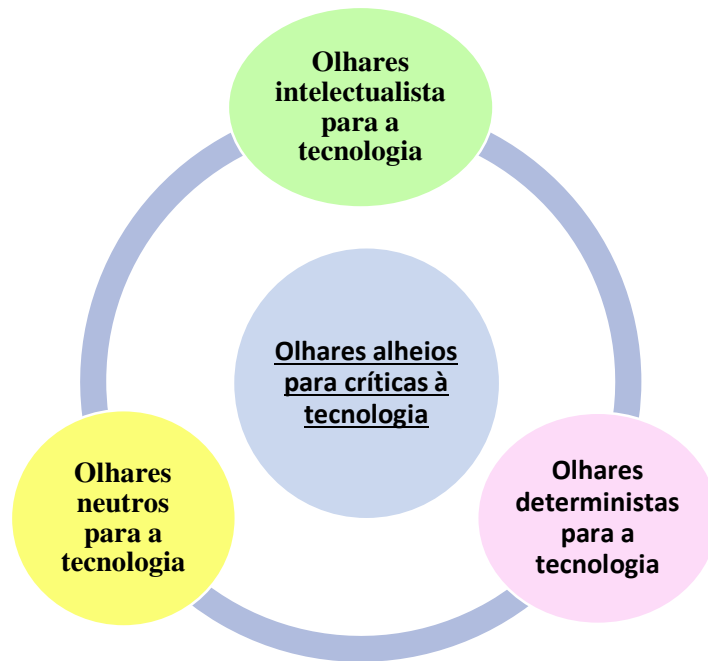 Olhares
intelectualista
para a
tecnologia
Olhares alheios
para críticas à
tecnologia
Olhares
neutros
para a
tecnologia
Olhares
deterministas
para a
tecnologia